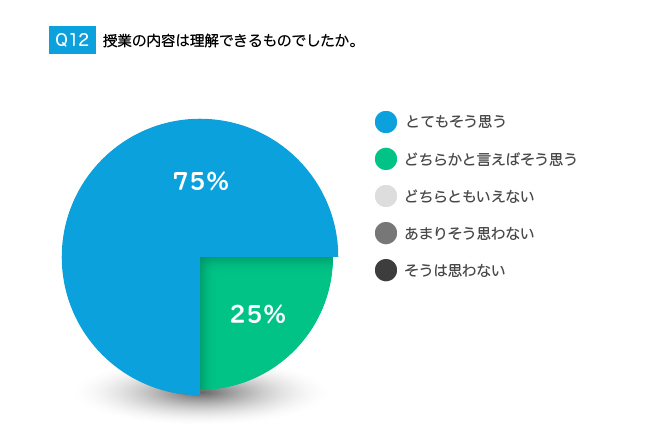 Q12 授業の内容は理解できるものでしたか。
とてもそう思う
どちらかと言えばそう思う
75%
どちらともいえない
あまりそう思わない
そうは思わない
25%